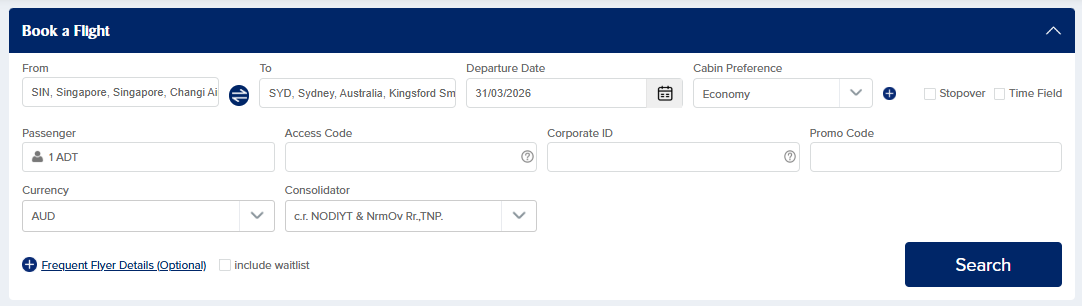 Book a Flight
From To Departure Date Cabin Preference
SIN, Singapore, Singapore, Changi Ai SYD, Sydney, Australia, Kingsford Sm 31/03/2026 Economy Stopover Time Field
Passenger Access Code Corporate ID Promo Code
1 ADT
Currency Consolidator
AUD c.r. NODIYT & NrmOv Rr.,TNP.
Frequent Flyer Details (Optional) include waitlist Search